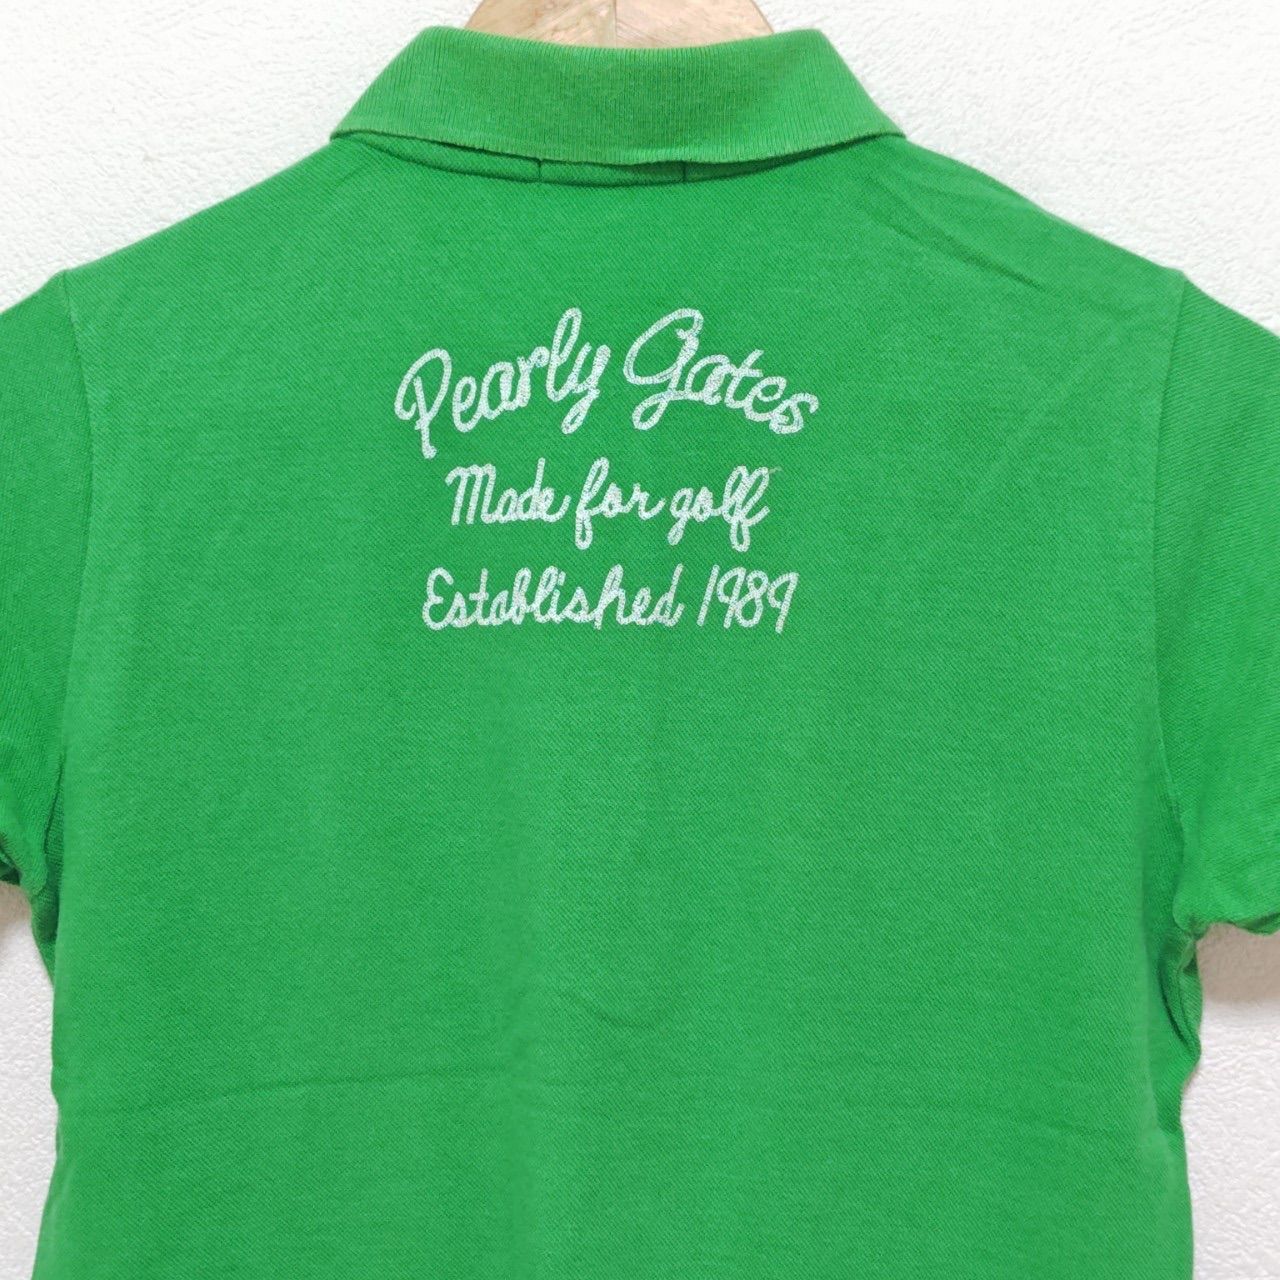 Pearly Gates
Made for golf
Established 1989